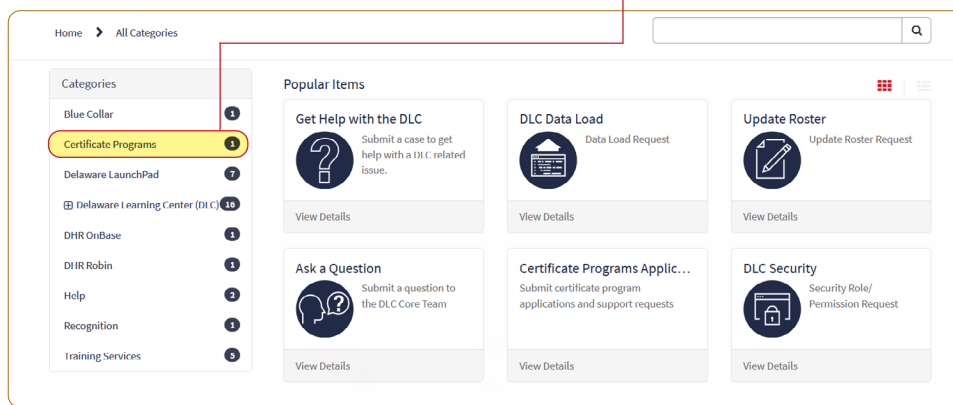 Home > All Categories
Categories
Blue Collar 1
Certificate Programs 1
Delaware LaunchPad 7
Delaware Learning Center (DLC) 16
DHR OnBase 1
DHR Robin 1
Help 2
Recognition 1
Training Services 5
Popular Items
Get Help with the DLC
Submit a case to get
help with a DLC related
issue.
View Details
DLC Data Load
Data Load Request
View Details
Update Roster
Update Roster Request
View Details
Ask a Question
Submit a question to
the DLC Core Team
View Details
Certificate Programs Applic...
Submit certificate program
applications and support requests
View Details
DLC Security
Security Role/
Permission Request
View Details